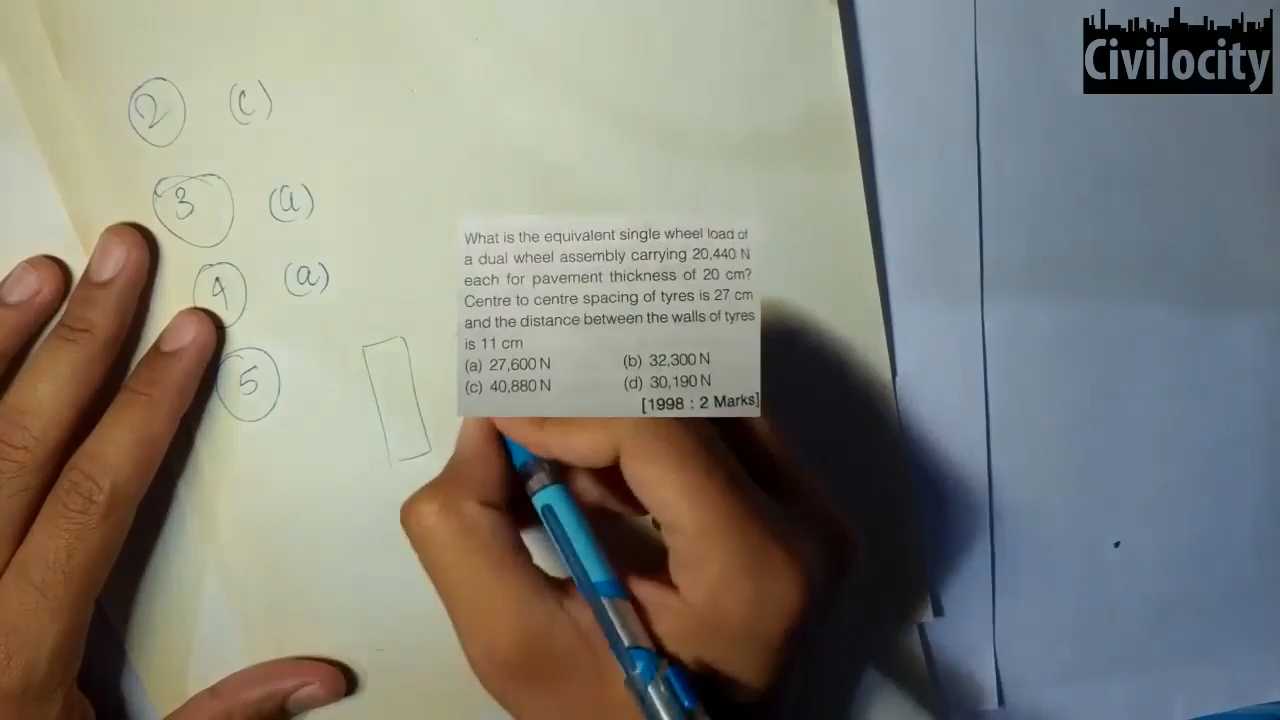 Civilocity
2 (c)
3 (a)
4 (a)
5
What is the equivalent single wheel load of
a dual wheel assembly carrying 20,440 N
each for pavement thickness of 20 cm?
Centre to centre spacing of tyres is 27 cm
and the distance between the walls of tyres
is 11 cm
(a) 27,600 N (b) 32,300 N
(c) 40,880 N (d) 30,190 N
[1998 : 2 Marks]